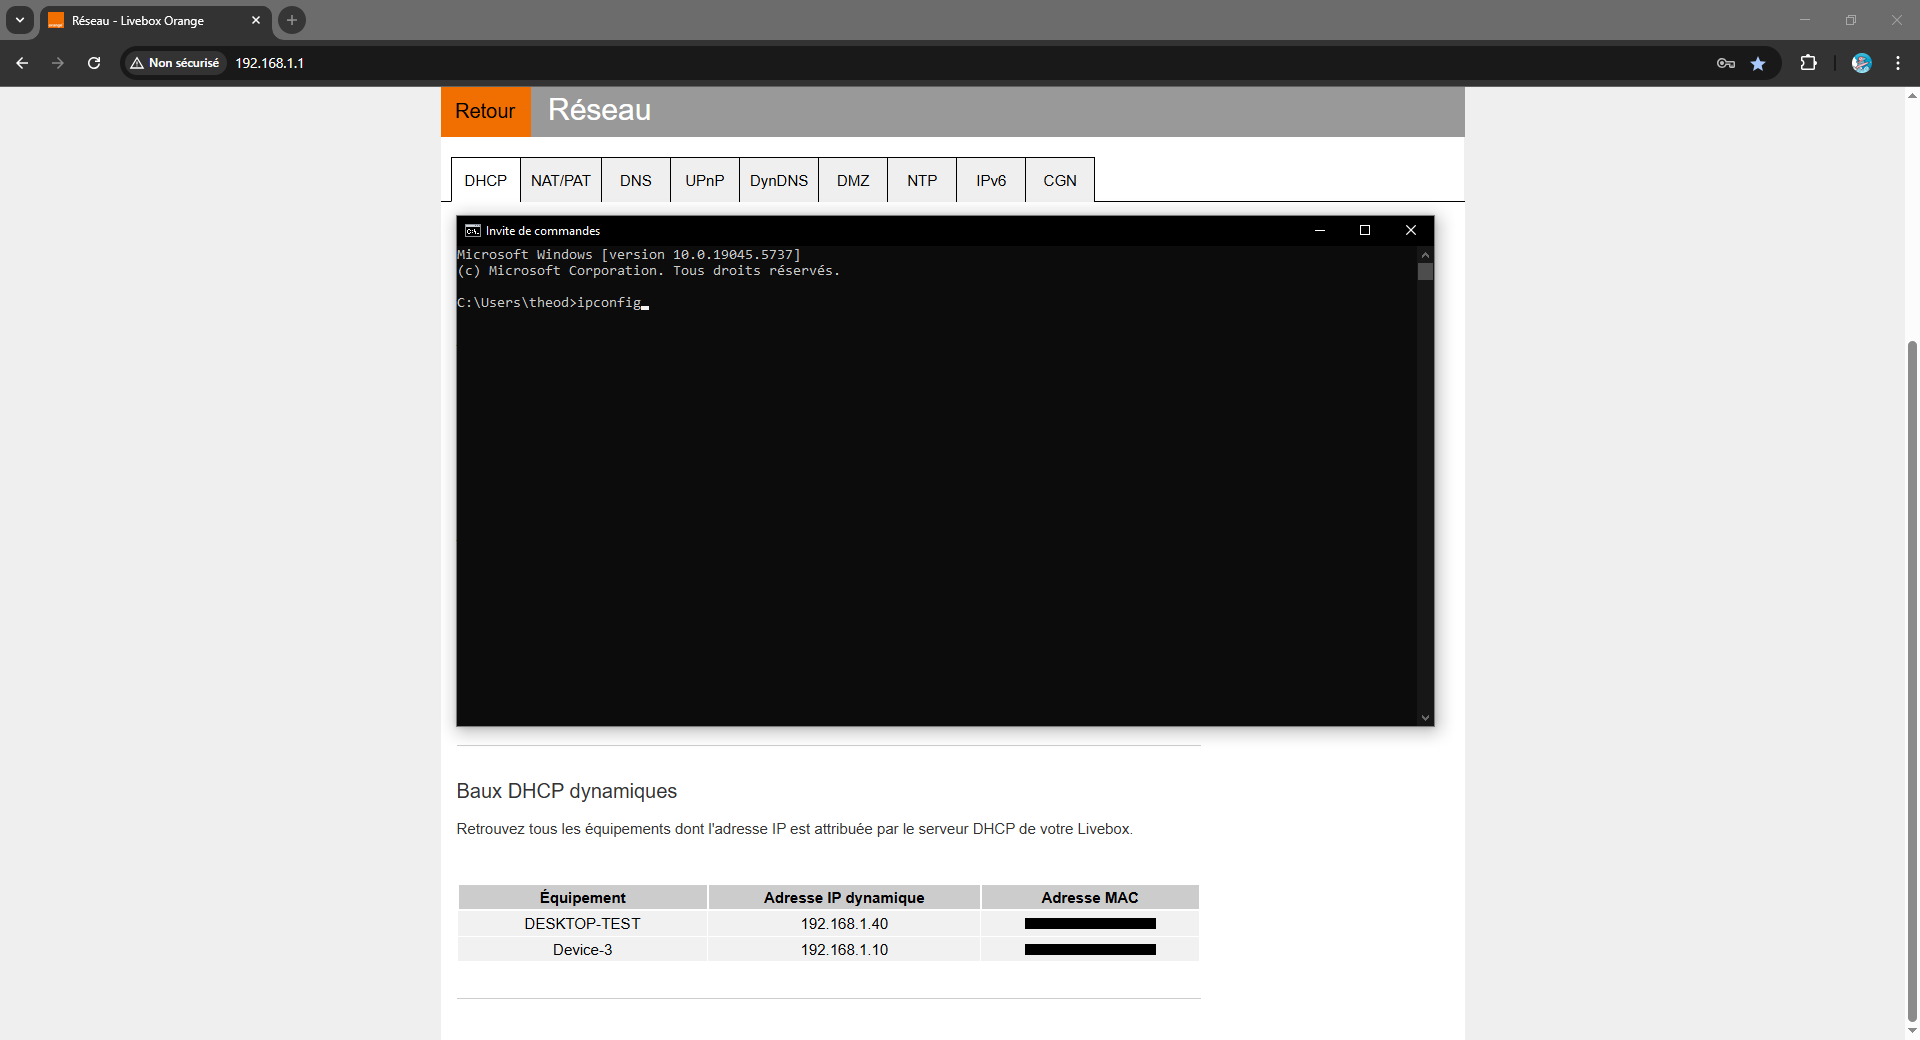 Réseau - Livebox Orange
Non sécurisé
192.168.1.1
Retour
Réseau
DHCP
NAT/PAT
DNS
UPnP
DynDNS
DMZ
NTP
IPv6
CGN
Invite de commandes
Microsoft Windows [version 10.0.19045.5737]
(c) Microsoft Corporation. Tous droits réservés.
C:\Users\theod>ipconfig
Baux DHCP dynamiques
Retrouvez tous les équipements dont l'adresse IP est attribuée par le serveur DHCP de votre Livebox.
Équipement Adresse IP dynamique Adresse MAC
DESKTOP-TEST 192.168.1.40
Device-3 192.168.1.10